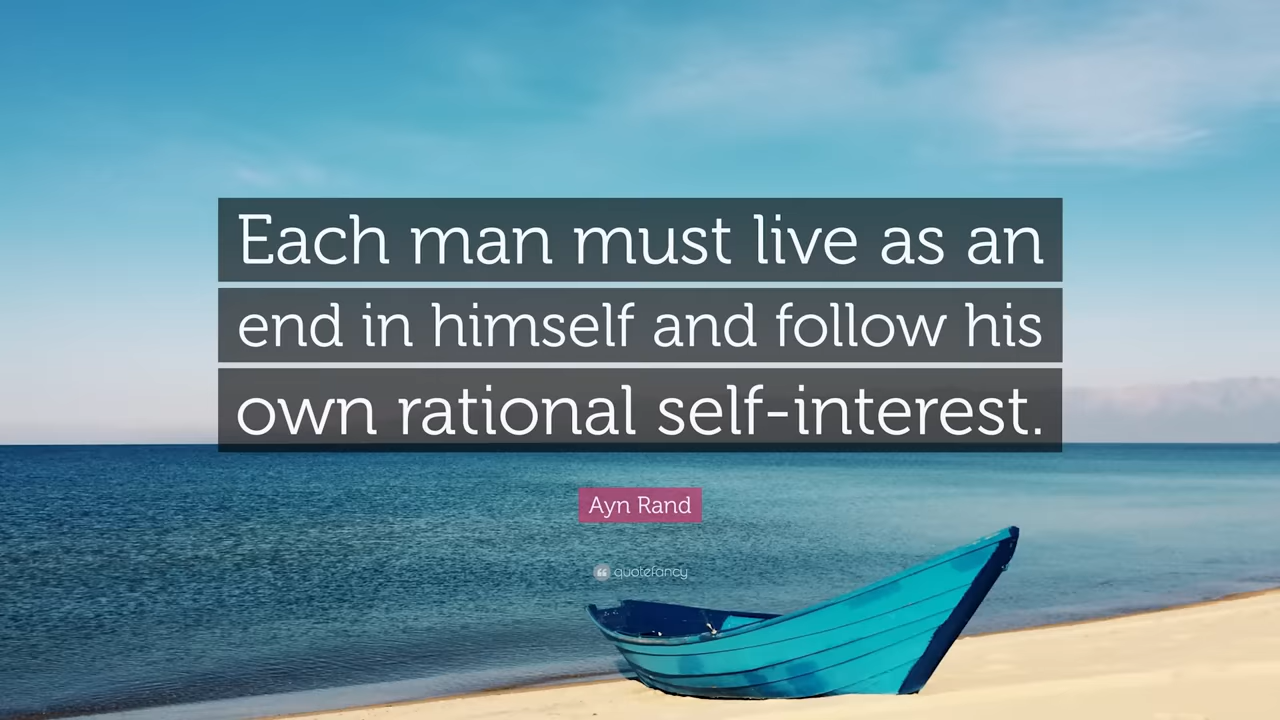 Each man must live as an
end in himself and follow his
own rational self-interest.
Ayn Rand
quotefancy